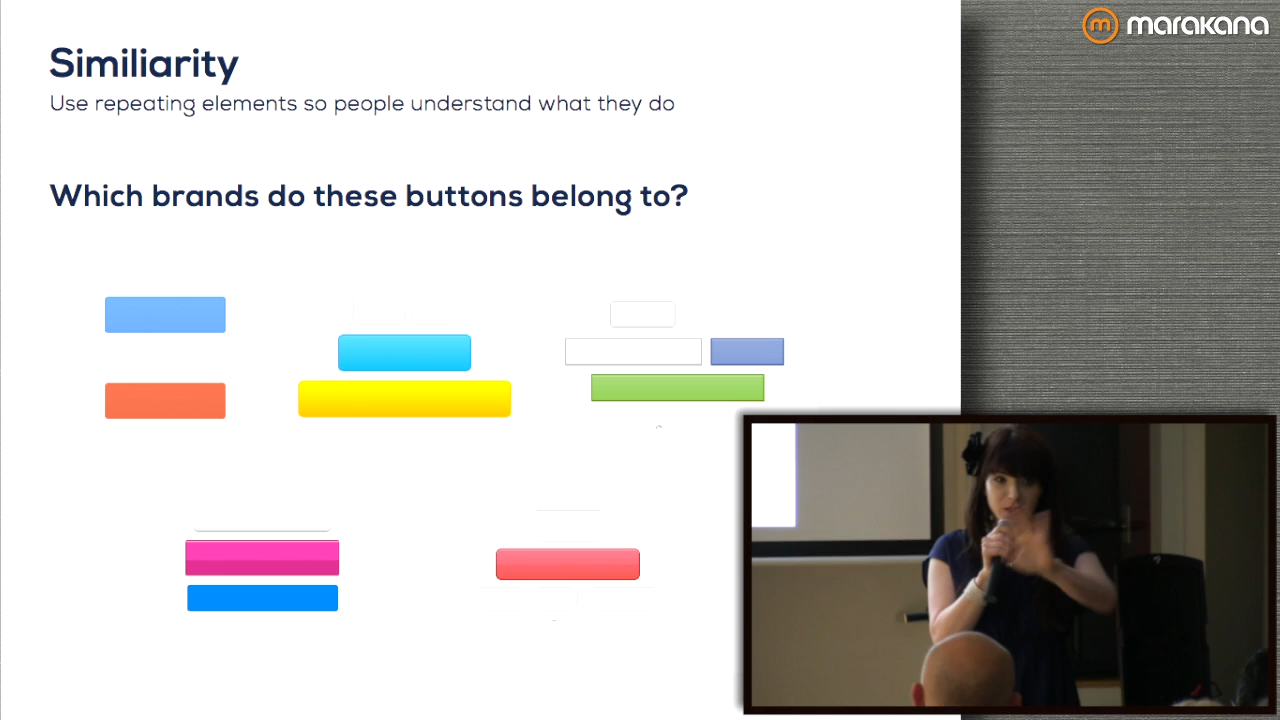 Similiarity
Use repeating elements so people understand what they do
Which brands do these buttons belong to?
m marakana